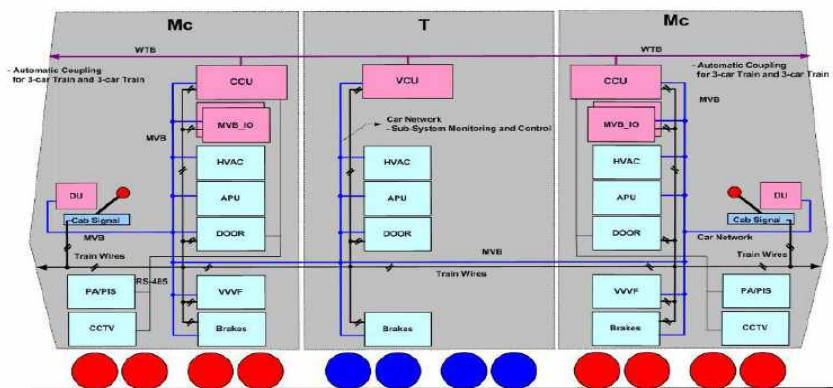 Mc
T
Mc
WTB
WTB
- Automatic Coupling
for 3-car Train and 3-car Train
- Automatic Coupling
for 3-car Train and 3-car Train
CCU
VCU
CCU
MVB
MVB_IO
MVB
Car Network
- Sub-System Monitoring and Control
MVB_IO
HVAC
HVAC
HVAC
DU
APU
APU
APU
DU
Cab Signal
Cab Signal
DOOR
DOOR
DOOR
MVB
MVB
Car Network
Train Wires
Train Wires
Train Wires
RS-485
PA/PIS
VVVF
VVVF
PA/PIS
CCTV
Brakes
Brakes
Brakes
CCTV